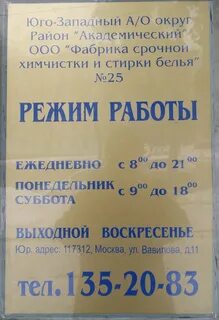 Юго-Западный А/О округ
Район "Академический"
ООО "Фабрика срочной
химчистки и стирки белья"
№25
РЕЖИМ РАБОТЫ
ЕЖЕДНЕВНО с 8⁰⁰ до 21⁰⁰
ПОНЕДЕЛЬНИК
СУББОТА с 9⁰⁰ до 18⁰⁰
ВЫХОДНОЙ ВОСКРЕСЕНЬЕ
Юр. адрес: 117312, Москва, ул. Вавилова, д.11
тел. 135-20-83